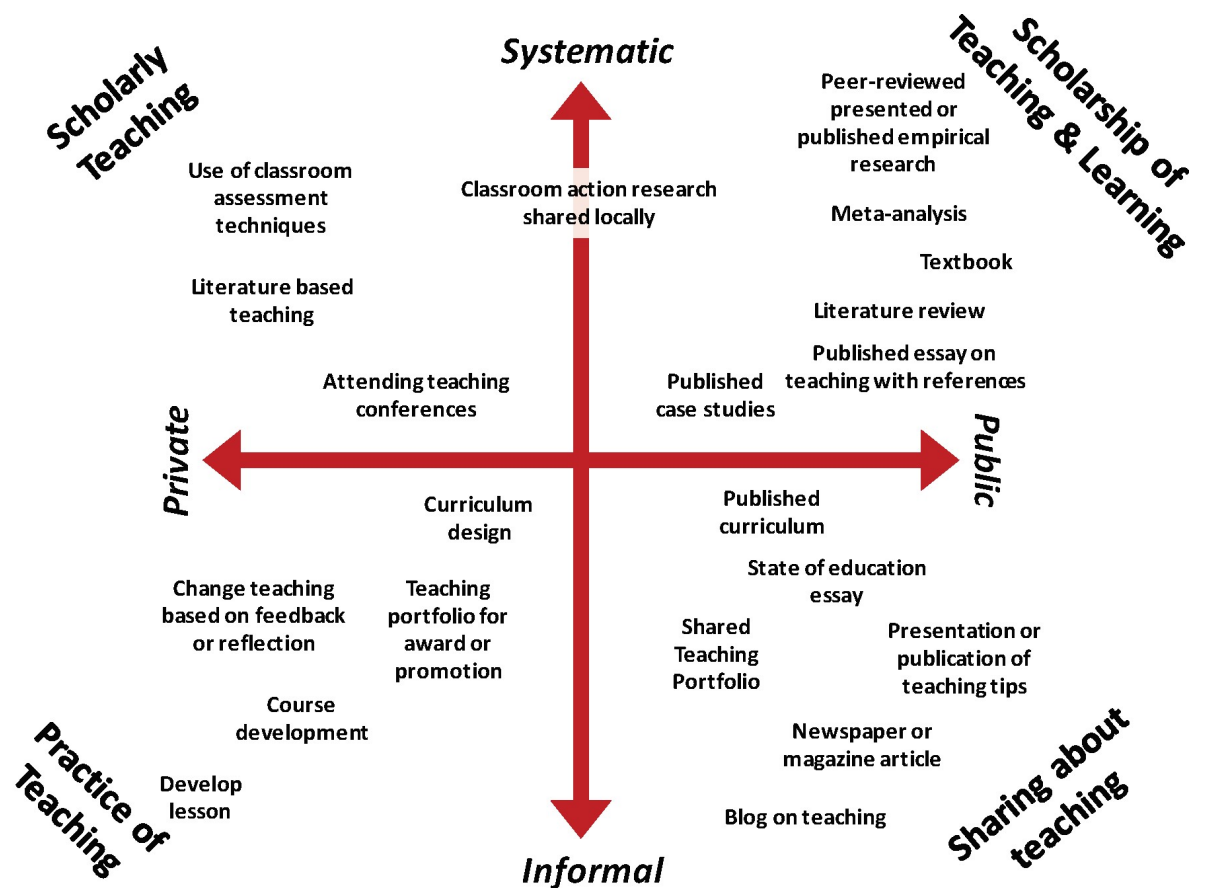 Systematic
Scholarly
Teaching
Scholarship of
Teaching & Learning
Peer-reviewed
presented or
published empirical
research
Use of classroom
assessment
techniques
Classroom action research
shared locally
Meta-analysis
Textbook
Literature based
teaching
Literature review
Published essay on
teaching with references
Attending teaching
conferences
Published
case studies
Private
Public
Curriculum
design
Published
curriculum
State of education
essay
Change teaching
based on feedback
or reflection
Teaching
portfolio for
award or
promotion
Shared
Teaching
Portfolio
Presentation or
publication of
teaching tips
Course
development
Newspaper or
magazine article
Practice of
Teaching
Develop
lesson
Blog on teaching
Sharing about
teaching
Informal